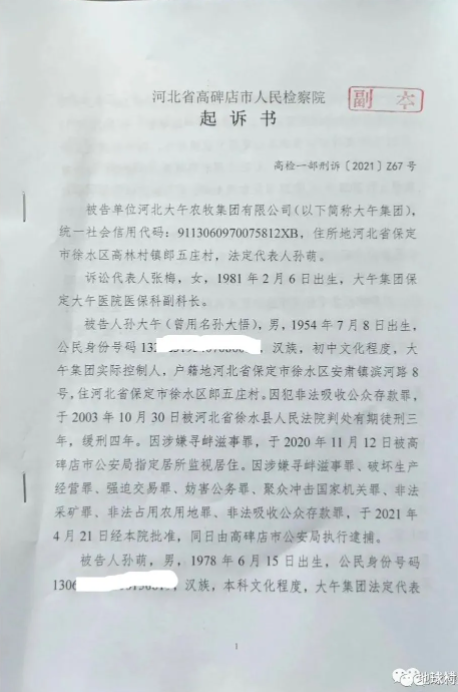 河北省高碑店市人民检察院
副本
起诉书
高检一部刑诉〔2021〕Z67号
被告单位河北大午农牧集团有限公司(以下简称大午集团),
统一社会信用代码:9113060970075812XB,住所地河北省保定
市徐水区高林村镇郎五庄村,法定代表人孙萌。
诉讼代表人张梅,女,1981年2月6日出生,大午集团保
定大午医院医保科副科长。
被告人孙大午(曾用名孙大悟),男,1954年7月8日出生,
公民身份号码13 ,汉族,初中文化程度,大
午集团实际控制人,户籍地河北省保定市徐水区安肃镇滨河路8
号,住河北省保定市徐水区郎五庄村。因犯非法吸收公众存款罪,
于2003年10月30日被河北省徐水县人民法院判处有期徒刑三
年,缓刑四年。因涉嫌寻衅滋事罪,于2020年11月12日被高
碑店市公安局指定居所监视居住。因涉嫌寻衅滋事罪、破坏生产
经营罪、强迫交易罪、妨害公务罪、聚众冲击国家机关罪、非法
采矿罪、非法占用农用地罪、非法吸收公众存款罪,于2021年
4月21日经本院批准,同日由高碑店市公安局执行逮捕。
被告人孙萌,男,1978年6月15日出生,公民身份号码
1306 ,汉族,本科文化程度,大午集团法定代表
1
地球村